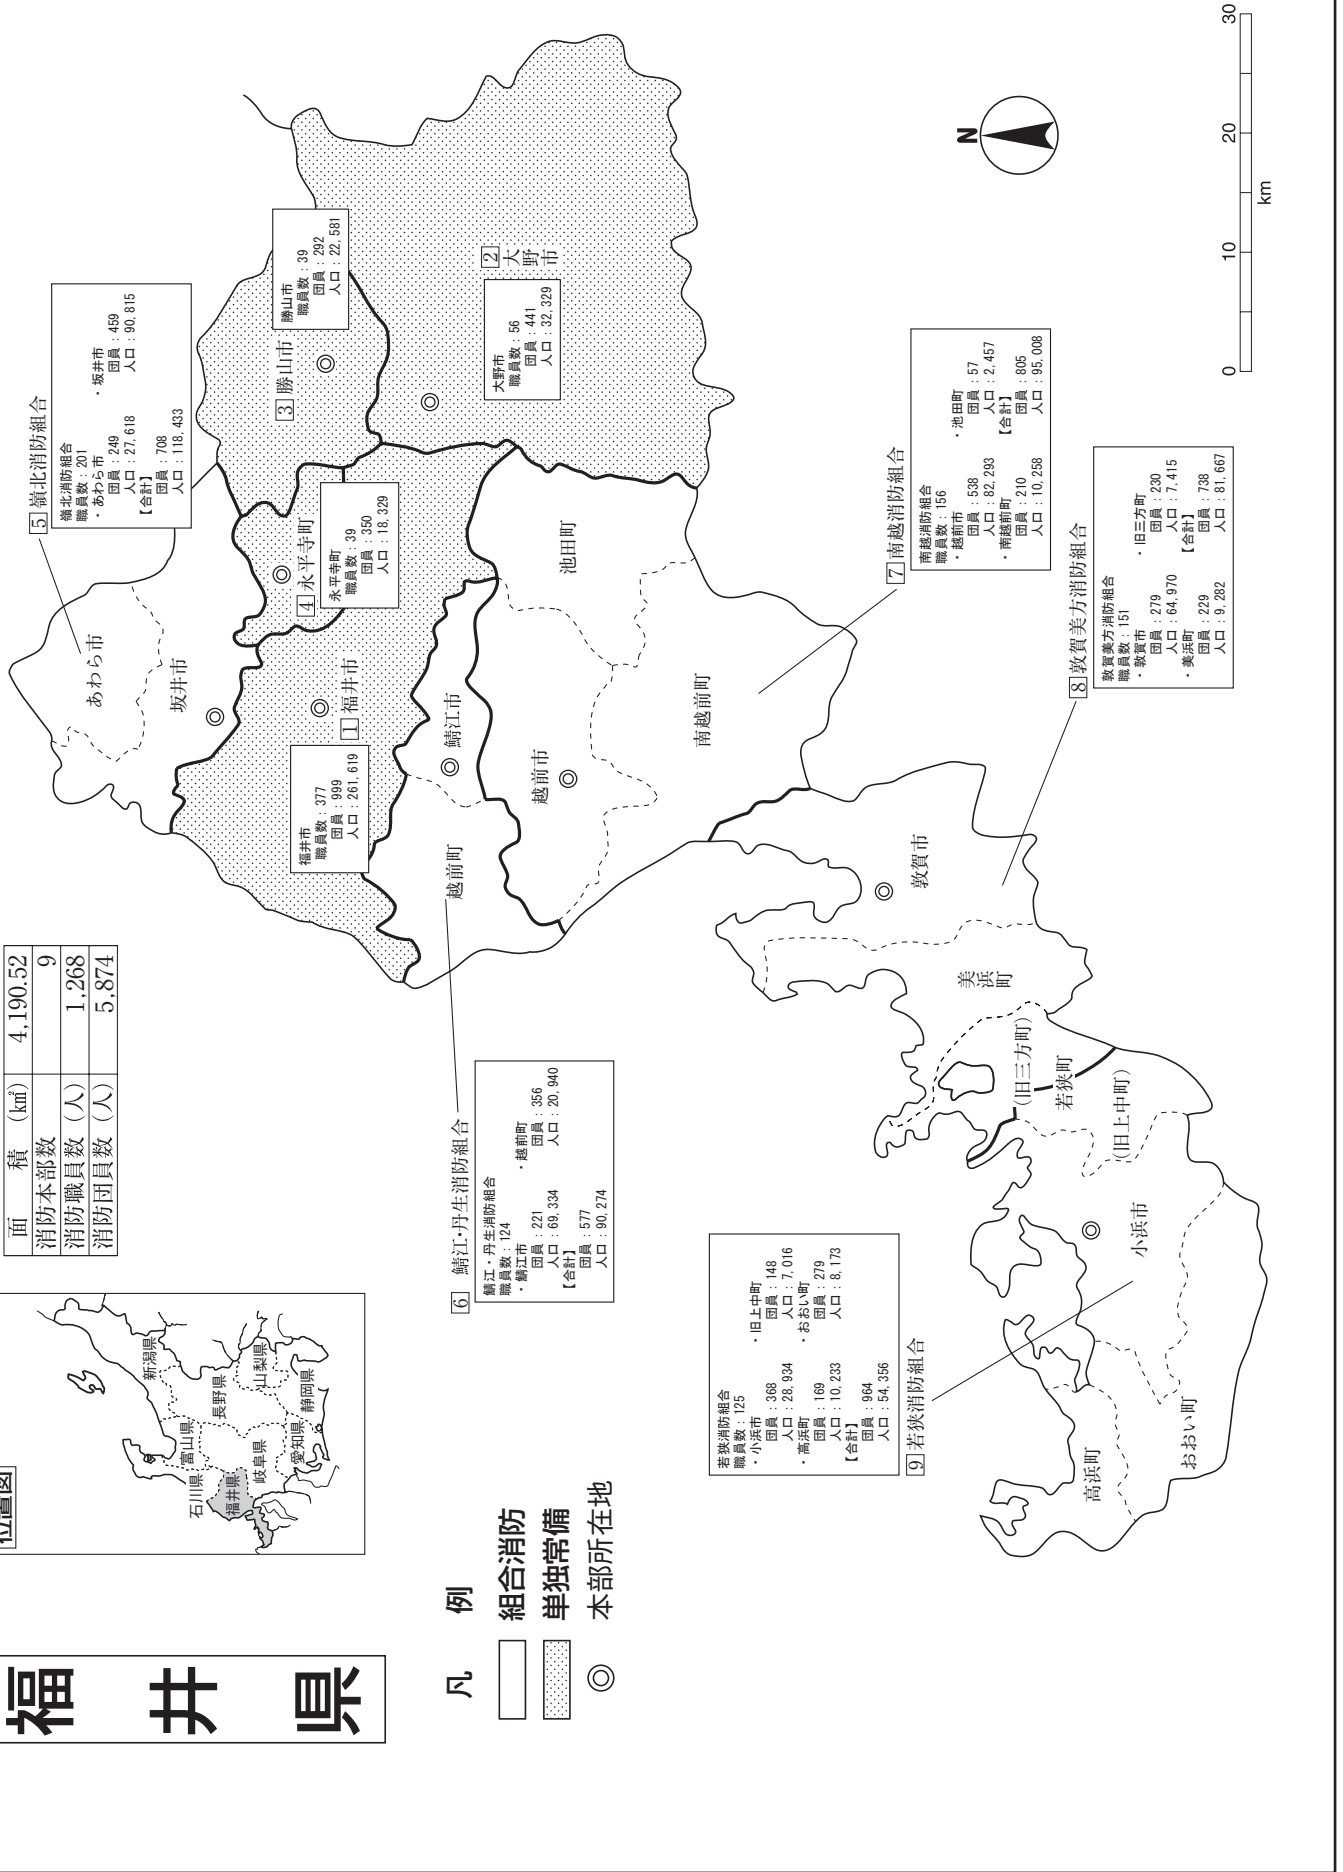 福井県
位置図
新潟県
富山県
石川県
福井県
長野県
岐阜県
山梨県
静岡県
愛知県
面 積 (k㎡) 4,190.52
消防本部数 9
消防職員数 (人) 1,268
消防団員数 (人) 5,874
凡 例
組合消防
単独常備
本部所在地
5 嶺北消防組合
嶺北消防組合
職員数：201
・あわら市 ・坂井市
団員：249 団員：459
人口：27,618 人口：90,815
【合計】
団員：708
人口：118,433
あわら市
坂井市
3 勝山市
勝山市
職員数：39
団員：292
人口：22,581
4 永平寺町
永平寺町
職員数：39
団員：350
人口：18,329
1 福井市
福井市
職員数：377
団員：999
人口：261,619
2 大野市
大野市
職員数：56
団員：441
人口：32,329
鯖江市
越前町
池田町
越前市
南越前町
6 鯖江・丹生消防組合
鯖江・丹生消防組合
職員数：124
・鯖江市 ・越前町
団員：221 団員：356
人口：69,334 人口：20,940
【合計】
団員：577
人口：90,274
7 南越消防組合
南越消防組合
職員数：156
・越前市 ・池田町
団員：538 団員：57
人口：82,293 人口：2,457
・南越前町 【合計】
団員：210 団員：805
人口：10,258 人口：95,008
8 敦賀美方消防組合
敦賀美方消防組合
職員数：151
・敦賀市 ・旧三方町
団員：279 団員：230
人口：64,970 人口：7,415
・美浜町 【合計】
団員：229 団員：738
人口：9,282 人口：81,667
敦賀市
美浜町
（旧三方町）
若狭町
（旧上中町）
小浜市
おおい町
高浜町
9 若狭消防組合
若狭消防組合
職員数：125
・小浜市 ・旧上中町
団員：368 団員：148
人口：28,934 人口：7,016
・高浜町 ・おおい町
団員：169 団員：279
人口：10,233 人口：8,173
【合計】
団員：964
人口：54,356
N
0 10 20 30
km